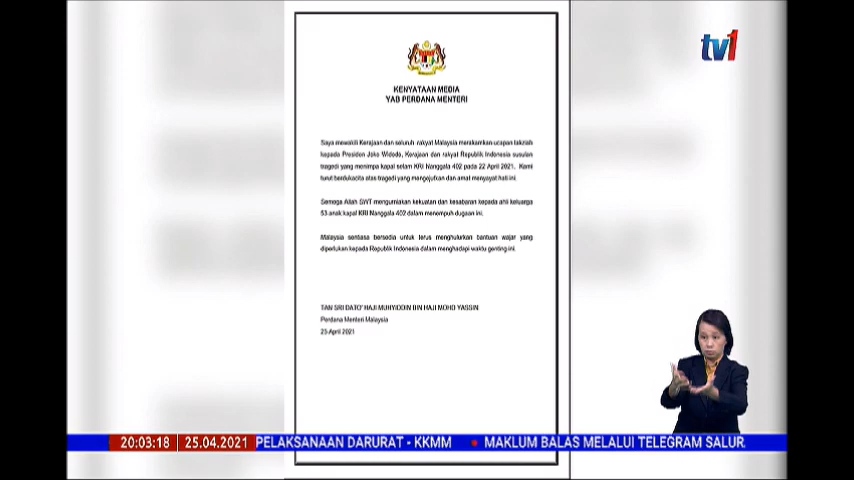 tv1
KENYATAAN MEDIA
YAB PERDANA MENTERI
Saya mewakili Kerajaan dan seluruh rakyat Malaysia merakamkan ucapan takziah
kepada Presiden Joko Widodo, Kerajaan dan rakyat Republik Indonesia susulan
tragedi yang menimpa kapal selam KRI Nanggala 402 pada 22 April 2021. Kami
turut berdukacita atas tragedi yang mengejutkan dan amat menyayat hati ini.
Semoga Allah SWT mengurniakan kekuatan dan kesabaran kepada ahli keluarga
53 anak kapal KRI Nanggala 402 dalam menempuh dugaan ini.
Malaysia sentiasa bersedia untuk terus menghulurkan bantuan wajar yang
diperlukan kepada Republik Indonesia dalam menghadapi waktu genting ini.
TAN SRI DATO' HAJI MUHYIDDIN BIN HAJI MOHD YASSIN
Perdana Menteri Malaysia
25 April 2021
20:03:18 25.04.2021 PELAKSANAAN DARURAT - KKMM • MAKLUM BALAS MELALUI TELEGRAM SALUR